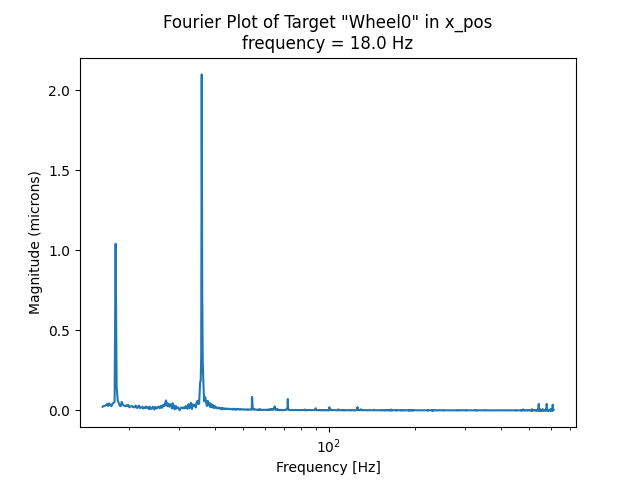 Fourier Plot of Target "Wheel0" in x_pos
frequency = 18.0 Hz
Magnitude (microns)
2.0
1.5
1.0
0.5
0.0
10²
Frequency [Hz]